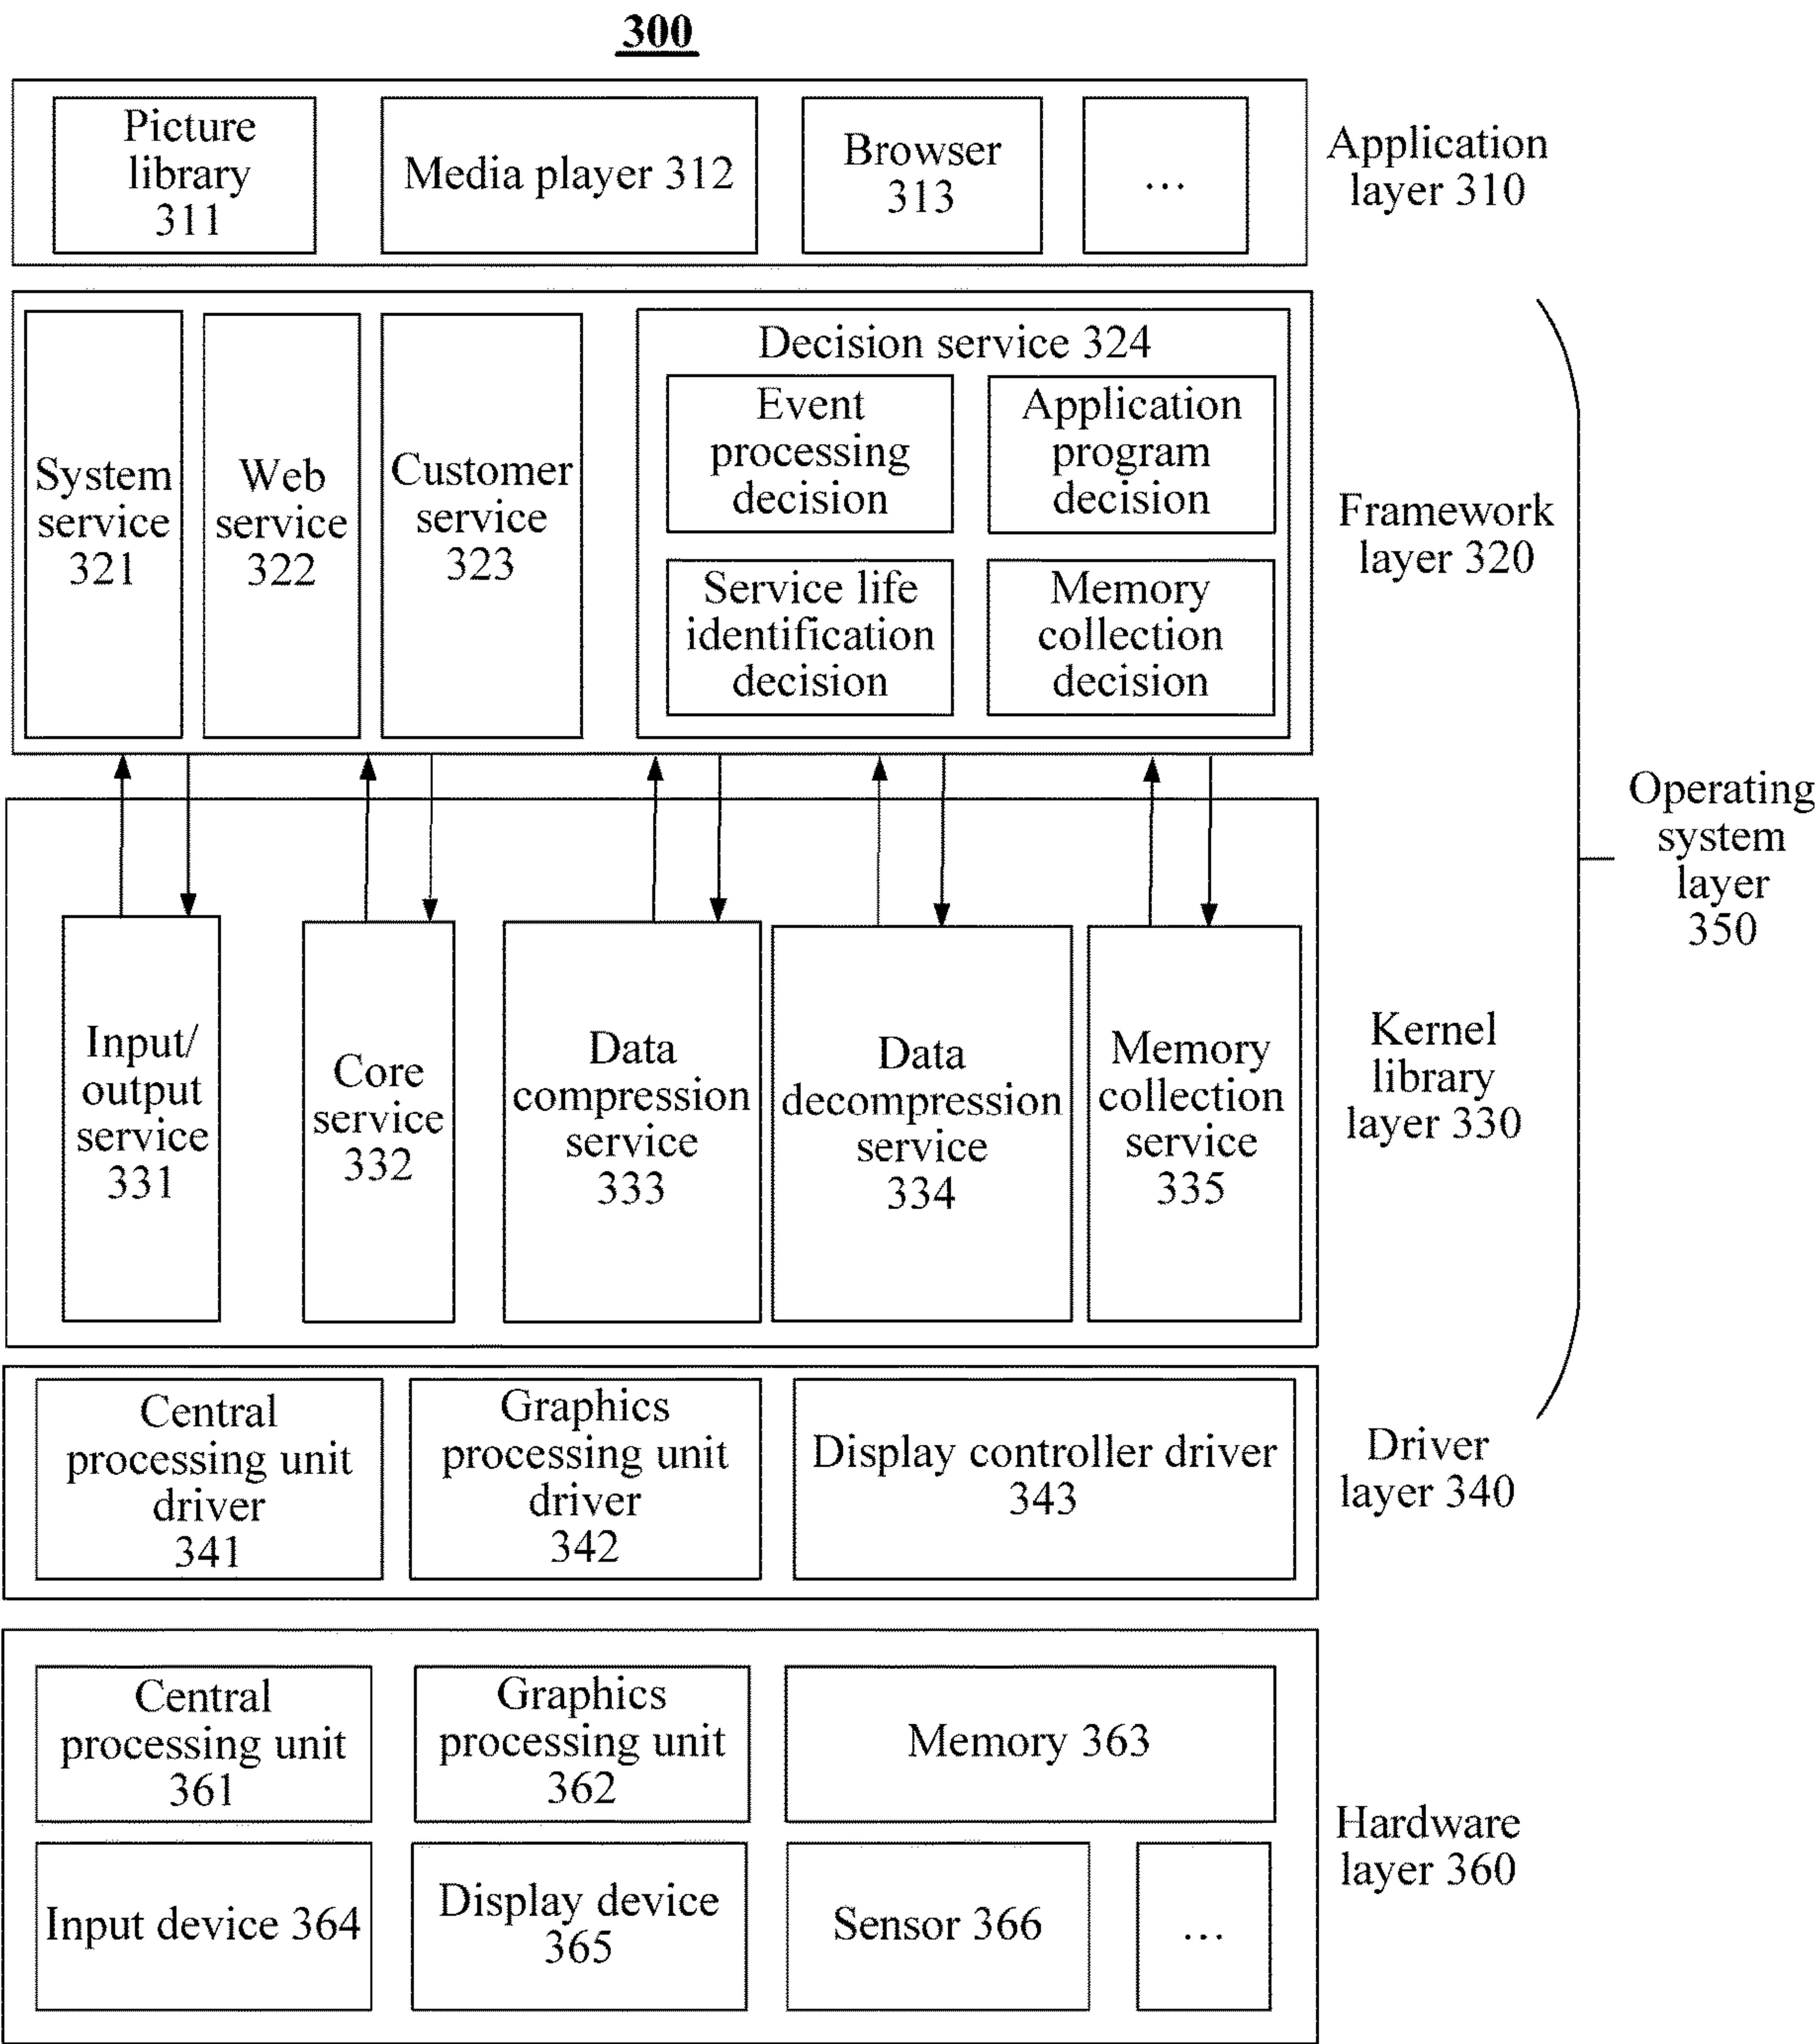 300
Picture
library
311
Media player 312
Browser
313
...
Application
layer 310
System
service
321
Web
service
322
Customer
service
323
Decision service 324
Event
processing
decision
Application
program
decision
Service life
identification
decision
Memory
collection
decision
Framework
layer 320
Operating
system
layer
350
Input/
output
service
331
Core
service
332
Data
compression
service
333
Data
decompression
service
334
Memory
collection
service
335
Kernel
library
layer 330
Central
processing unit
driver
341
Graphics
processing unit
driver
342
Display controller driver
343
Driver
layer 340
Central
processing unit
361
Graphics
processing unit
362
Memory 363
Input device 364
Display device
365
Sensor 366
...
Hardware
layer 360